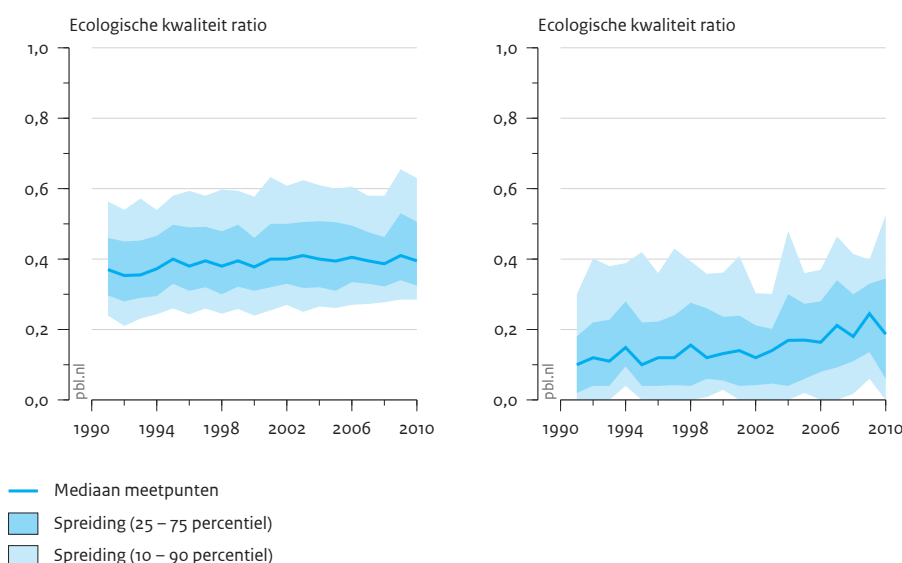 Ecologische kwaliteit ratio
1,0
0,8
0,6
0,4
0,2
0,0
pbl.nl
1990 1994 1998 2002 2006 2010
Ecologische kwaliteit ratio
1,0
0,8
0,6
0,4
0,2
0,0
pbl.nl
1990 1994 1998 2002 2006 2010
Mediaan meetpunten
Spreiding (25 – 75 percentiel)
Spreiding (10 – 90 percentiel)